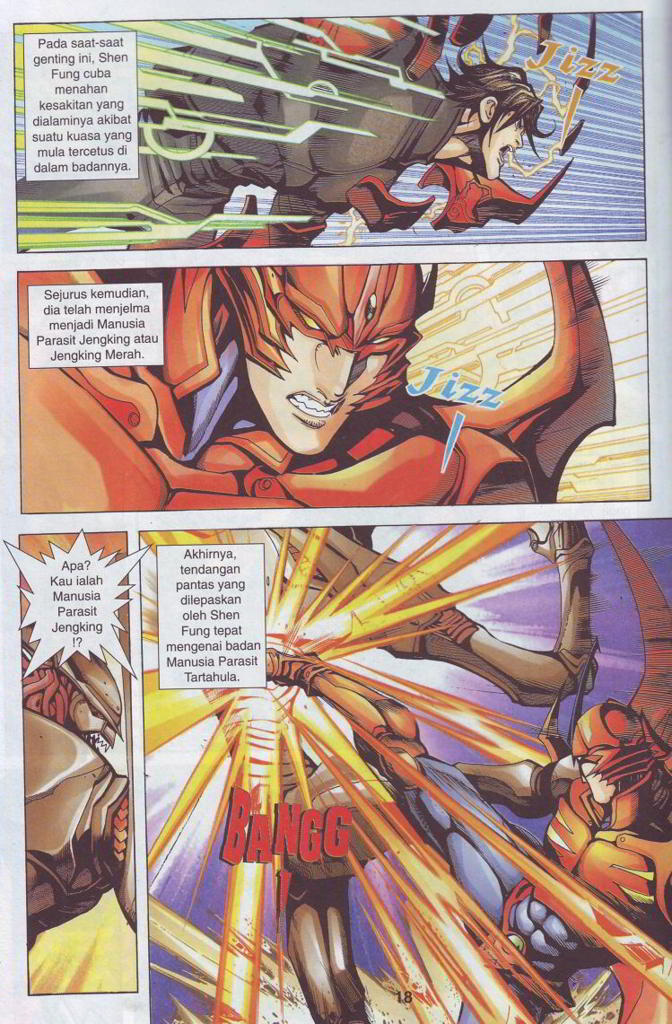 Pada saat-saat
genting ini, Shen
Fung cuba
menahan
kesakitan yang
dialaminya akibat
suatu kuasa yang
mula tercetus di
dalam badannya.
Jizz
!
Sejurus kemudian,
dia telah menjelma
menjadi Manusia
Parasit Jengking atau
Jengking Merah.
Jizz
!
Apa?
Kau ialah
Manusia
Parasit
Jengking
!?
Akhirnya,
tendangan
pantas yang
dilepaskan
oleh Shen
Fung tepat
mengenai badan
Manusia Parasit
Tartahula.
BANGG
!
18